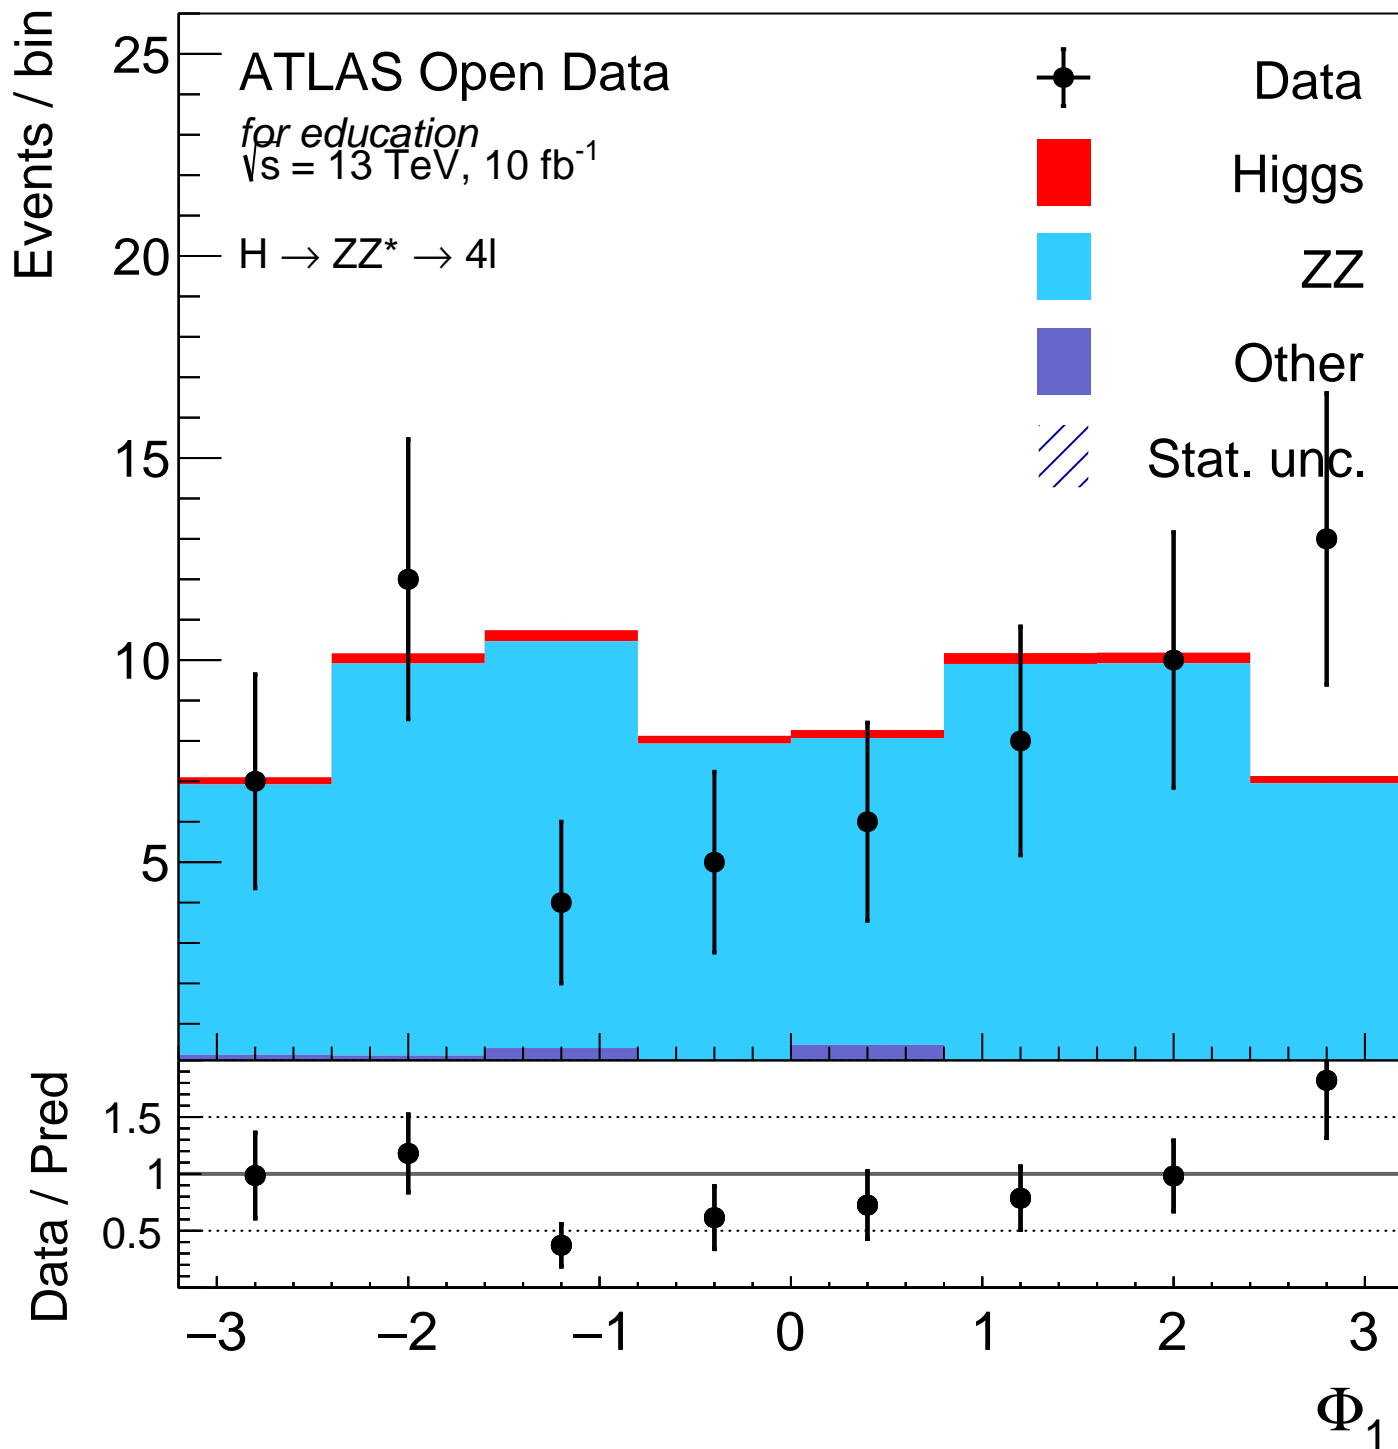 Events / bin
25
20
15
10
5
ATLAS Open Data
for education
√s = 13 TeV, 10 fb⁻¹
H → ZZ* → 4l
Data
Higgs
ZZ
Other
Stat. unc.
Data / Pred
1.5
1
0.5
−3 −2 −1 0 1 2 3
Φ₁